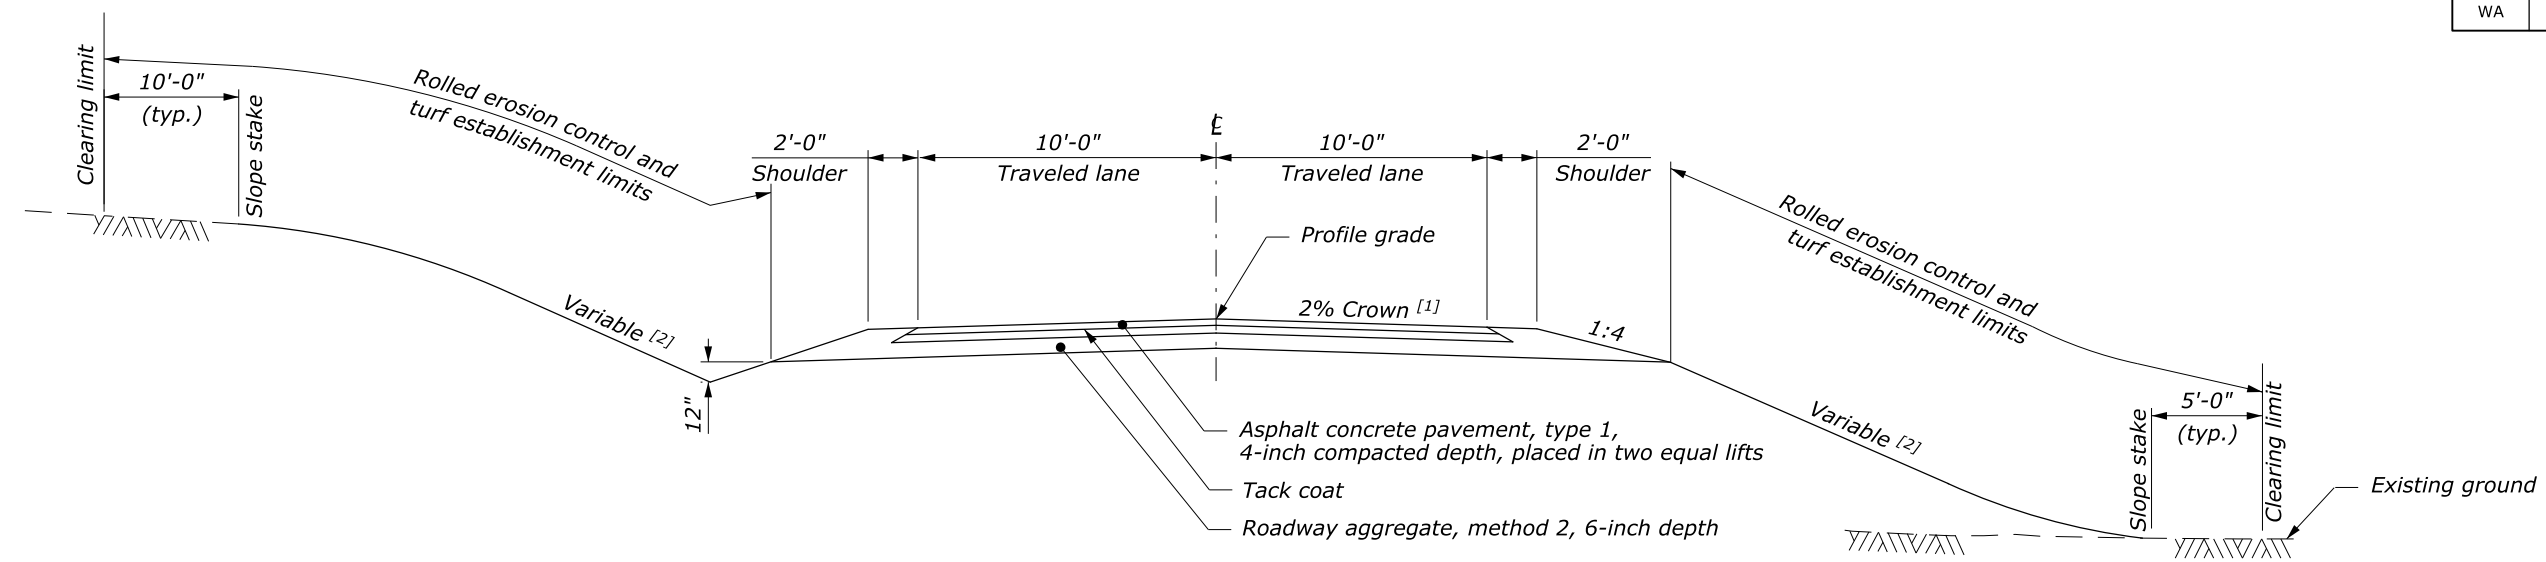 WA
Clearing limit
10'-0"
(typ.)
Slope stake
Rolled erosion control and
turf establishment limits
2'-0"
Shoulder
10'-0"
Traveled lane
℄
10'-0"
Traveled lane
2'-0"
Shoulder
Rolled erosion control and
turf establishment limits
Profile grade
2% Crown [1]
1:4
Variable [2]
12"
Variable [2]
Asphalt concrete pavement, type 1,
4-inch compacted depth, placed in two equal lifts
Tack coat
Roadway aggregate, method 2, 6-inch depth
Slope stake
5'-0"
(typ.)
Clearing limit
Existing ground